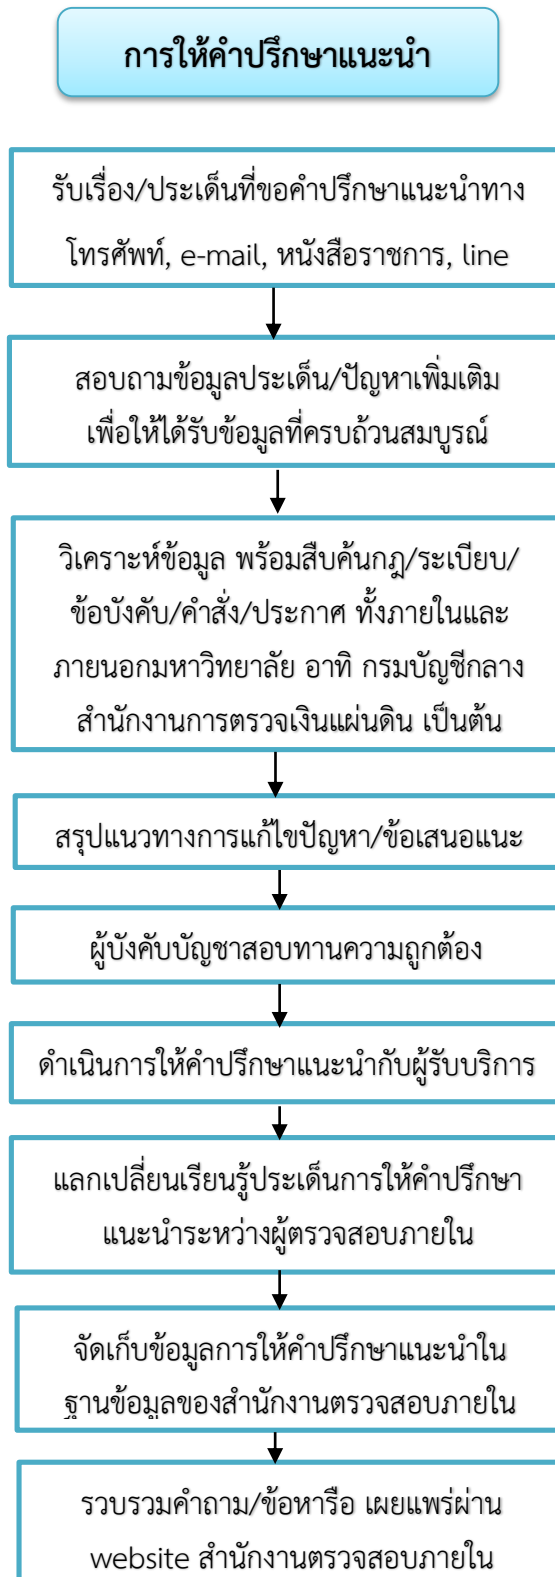 การให้คำปรึกษาแนะนำ
รับเรื่อง/ประเด็นที่ขอคำปรึกษาแนะนำทาง
โทรศัพท์, e-mail, หนังสือราชการ, line
สอบถามข้อมูลประเด็น/ปัญหาเพิ่มเติม
เพื่อให้ได้รับข้อมูลที่ครบถ้วนสมบูรณ์
วิเคราะห์ข้อมูล พร้อมสืบค้นกฎ/ระเบียบ/
ข้อบังคับ/คำสั่ง/ประกาศ ทั้งภายในและ
ภายนอกมหาวิทยาลัย อาทิ กรมบัญชีกลาง
สำนักงานการตรวจเงินแผ่นดิน เป็นต้น
สรุปแนวทางการแก้ไขปัญหา/ข้อเสนอแนะ
ผู้บังคับบัญชาสอบทานความถูกต้อง
ดำเนินการให้คำปรึกษาแนะนำกับผู้รับบริการ
แลกเปลี่ยนเรียนรู้ประเด็นการให้คำปรึกษา
แนะนำระหว่างผู้ตรวจสอบภายใน
จัดเก็บข้อมูลการให้คำปรึกษาแนะนำใน
ฐานข้อมูลของสำนักงานตรวจสอบภายใน
รวบรวมคำถาม/ข้อหารือ เผยแพร่ผ่าน
website สำนักงานตรวจสอบภายใน